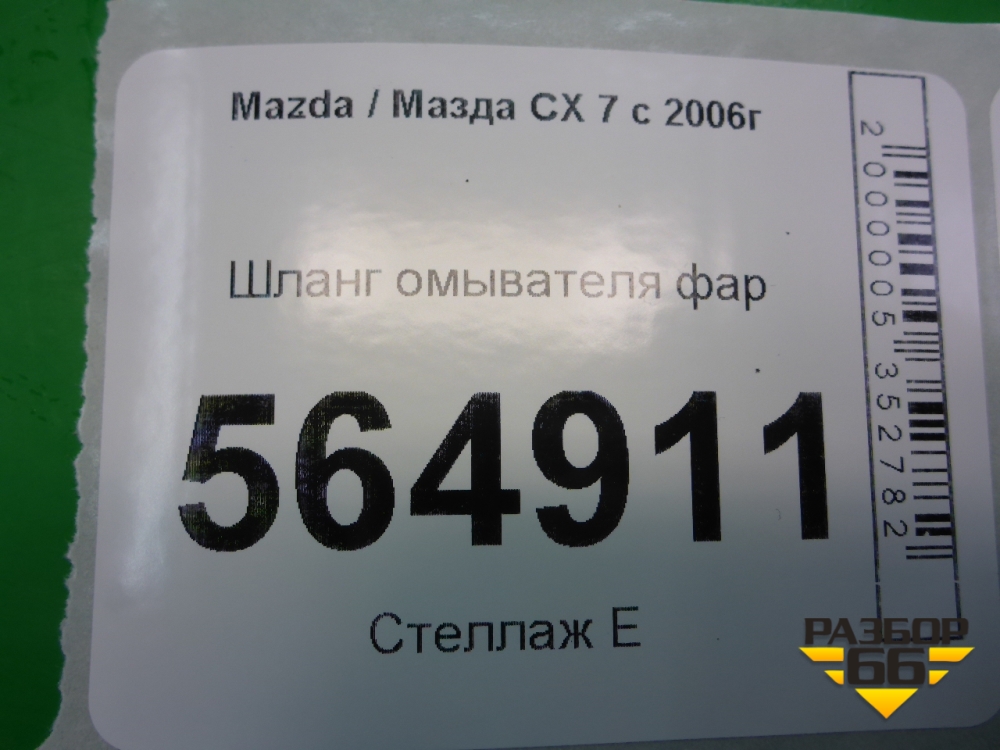 Mazda / Мазда CX 7 с 2006г
Шланг омывателя фар
564911
Стеллаж Е
2000005352782
РАЗБОР
66